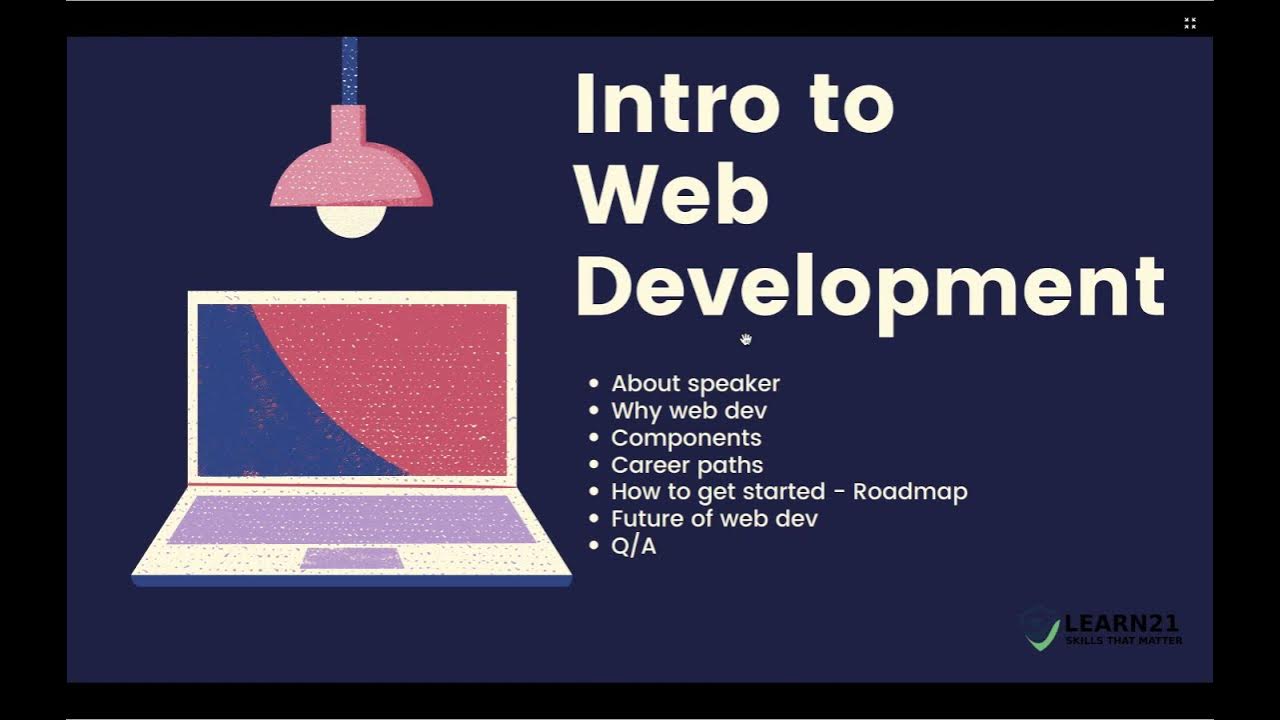 Intro to
Web
Development
• About speaker
• Why web dev
• Components
• Career paths
• How to get started - Roadmap
• Future of web dev
• Q/A
LEARN21
SKILLS THAT MATTER